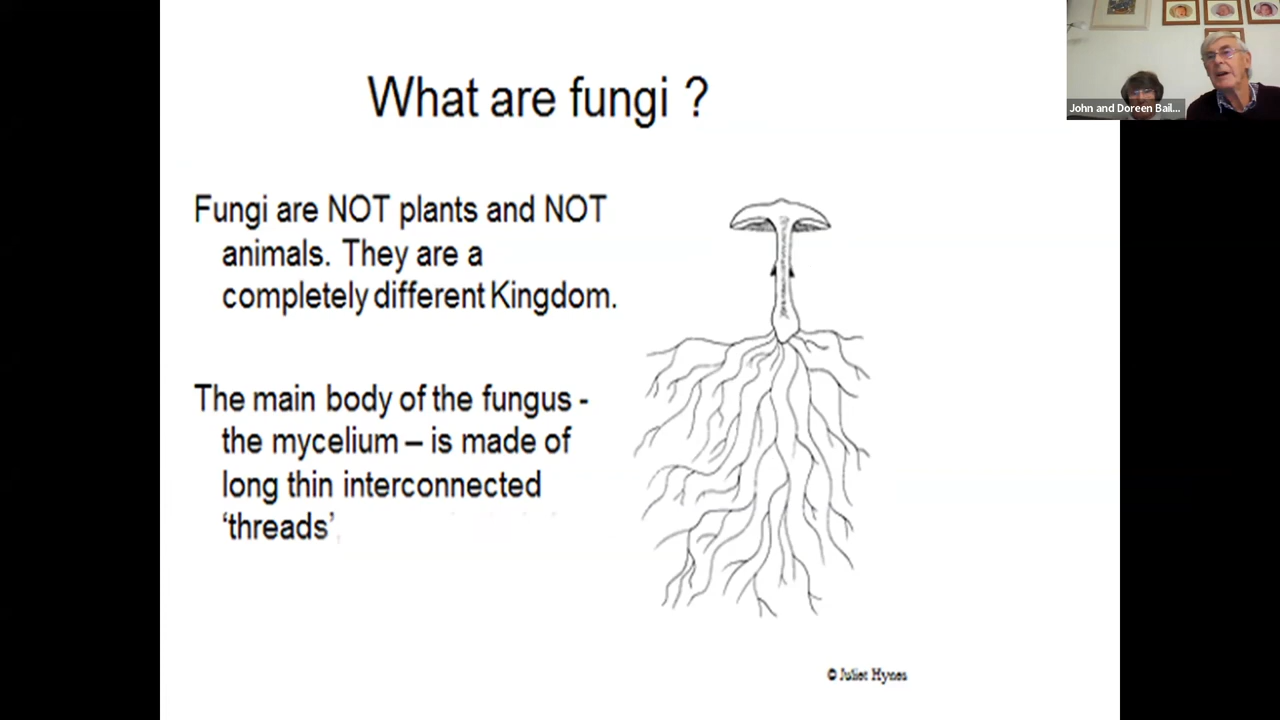 What are fungi ?
Fungi are NOT plants and NOT
animals. They are a
completely different Kingdom.
The main body of the fungus -
the mycelium – is made of
long thin interconnected
‘threads’
© Juliet Hynes
John and Doreen Bail...